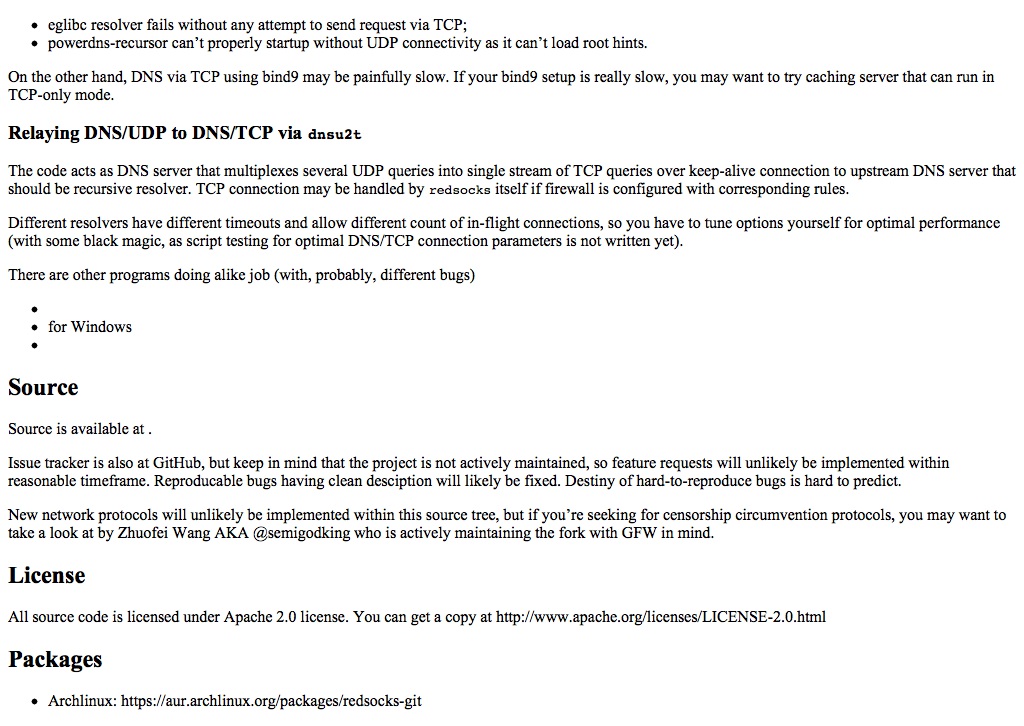 • eglibc resolver fails without any attempt to send request via TCP;
• powerdns-recursor can’t properly startup without UDP connectivity as it can’t load root hints.
On the other hand, DNS via TCP using bind9 may be painfully slow. If your bind9 setup is really slow, you may want to try caching server that can run in
TCP-only mode.
Relaying DNS/UDP to DNS/TCP via dnsu2t
The code acts as DNS server that multiplexes several UDP queries into single stream of TCP queries over keep-alive connection to upstream DNS server that
should be recursive resolver. TCP connection may be handled by redsocks itself if firewall is configured with corresponding rules.
Different resolvers have different timeouts and allow different count of in-flight connections, so you have to tune options yourself for optimal performance
(with some black magic, as script testing for optimal DNS/TCP connection parameters is not written yet).
There are other programs doing alike job (with, probably, different bugs)
•
• for Windows
•
Source
Source is available at .
Issue tracker is also at GitHub, but keep in mind that the project is not actively maintained, so feature requests will unlikely be implemented within
reasonable timeframe. Reproducable bugs having clean desciption will likely be fixed. Destiny of hard-to-reproduce bugs is hard to predict.
New network protocols will unlikely be implemented within this source tree, but if you’re seeking for censorship circumvention protocols, you may want to
take a look at by Zhuofei Wang AKA @semigodking who is actively maintaining the fork with GFW in mind.
License
All source code is licensed under Apache 2.0 license. You can get a copy at http://www.apache.org/licenses/LICENSE-2.0.html
Packages
• Archlinux: https://aur.archlinux.org/packages/redsocks-git